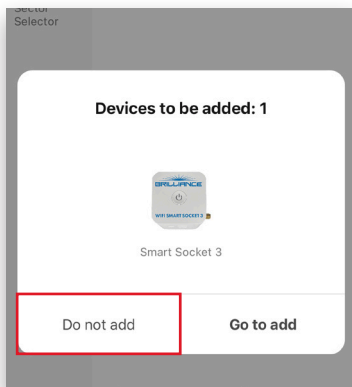 Sector
Selector
Devices to be added: 1
BRILLIANCE
WIFI SMART SOCKET 3
Smart Socket 3
Do not add
Go to add